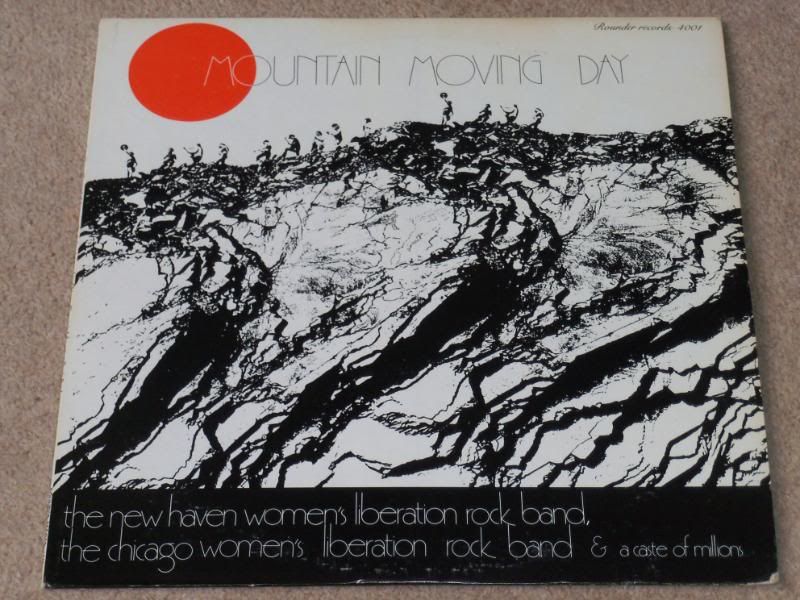 Rounder records 4001
MOUNTAIN MOVING DAY
the new haven women's liberation rock band,
the chicago women's liberation rock band & a caste of millions